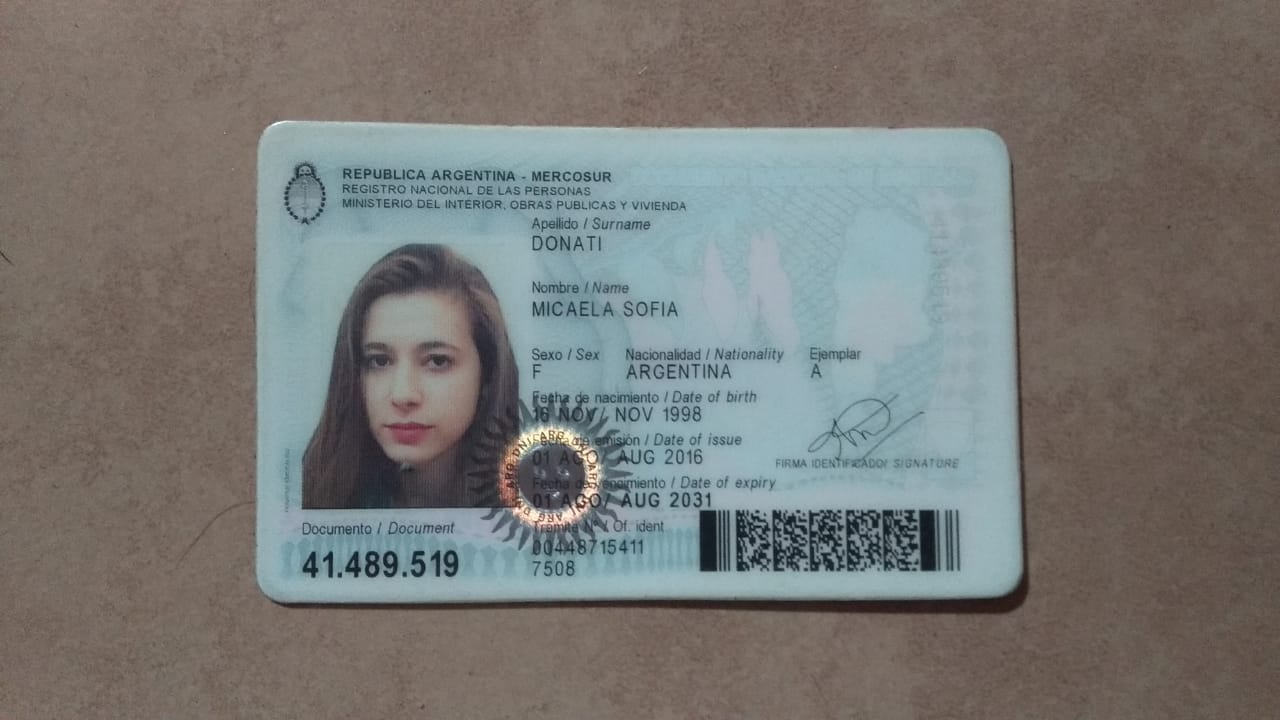 REPUBLICA ARGENTINA - MERCOSUR
REGISTRO NACIONAL DE LAS PERSONAS
MINISTERIO DEL INTERIOR, OBRAS PUBLICAS Y VIVIENDA
Apellido / Surname
DONATI
Nombre / Name
MICAELA SOFIA
Sexo / Sex Nacionalidad / Nationality Ejemplar
F ARGENTINA A
Fecha de nacimiento / Date of birth
16 NOV/ NOV 1998
Fecha de emisión / Date of issue
01 AGO/ AUG 2016
FIRMA IDENTIFICADO/ SIGNATURE
Fecha de vencimiento / Date of expiry
01 AGO/ AUG 2031
Documento / Document
41.489.519
Trámite N° / Of. ident
00448715411
7508